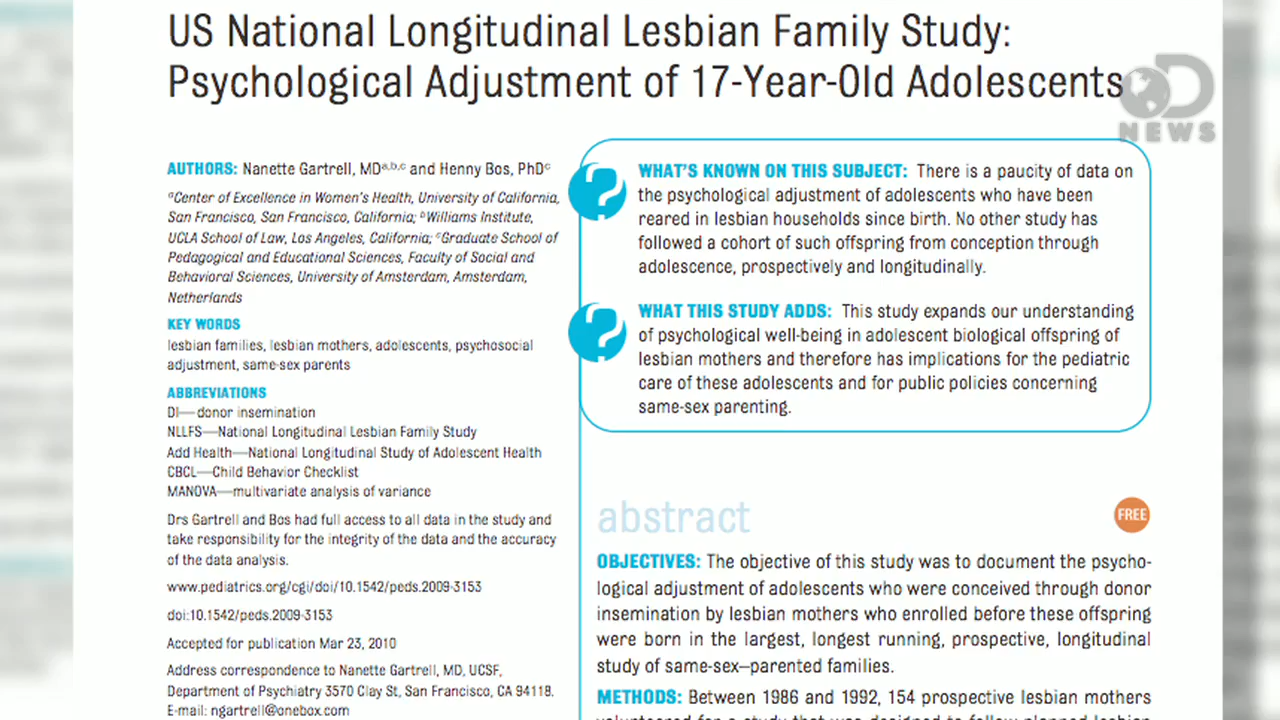 US National Longitudinal Lesbian Family Study:
Psychological Adjustment of 17-Year-Old Adolescents
D
NEWS
AUTHORS: Nanette Gartrell, MDa,b,c and Henny Bos, PhDc
aCenter of Excellence in Women's Health, University of California,
San Francisco, San Francisco, California; bWilliams Institute,
UCLA School of Law, Los Angeles, California; cGraduate School of
Pedagogical and Educational Sciences, Faculty of Social and
Behavioral Sciences, University of Amsterdam, Amsterdam,
Netherlands
KEY WORDS
lesbian families, lesbian mothers, adolescents, psychosocial
adjustment, same-sex parents
ABBREVIATIONS
DI—donor insemination
NLLFS—National Longitudinal Lesbian Family Study
Add Health—National Longitudinal Study of Adolescent Health
CBCL—Child Behavior Checklist
MANOVA—multivariate analysis of variance
Drs Gartrell and Bos had full access to all data in the study and
take responsibility for the integrity of the data and the accuracy
of the data analysis.
www.pediatrics.org/cgi/doi/10.1542/peds.2009-3153
doi:10.1542/peds.2009-3153
Accepted for publication Mar 23, 2010
Address correspondence to Nanette Gartrell, MD, UCSF,
Department of Psychiatry 3570 Clay St, San Francisco, CA 94118.
E-mail: ngartrell@onebox.com
? WHAT'S KNOWN ON THIS SUBJECT: There is a paucity of data on
the psychological adjustment of adolescents who have been
reared in lesbian households since birth. No other study has
followed a cohort of such offspring from conception through
adolescence, prospectively and longitudinally.
? WHAT THIS STUDY ADDS: This study expands our understanding
of psychological well-being in adolescent biological offspring of
lesbian mothers and therefore has implications for the pediatric
care of these adolescents and for public policies concerning
same-sex parenting.
abstract
FREE
OBJECTIVES: The objective of this study was to document the psycho-
logical adjustment of adolescents who were conceived through donor
insemination by lesbian mothers who enrolled before these offspring
were born in the largest, longest running, prospective, longitudinal
study of same-sex–parented families.
METHODS: Between 1986 and 1992, 154 prospective lesbian mothers
volunteered for a study that was designed to follow planned lesbian